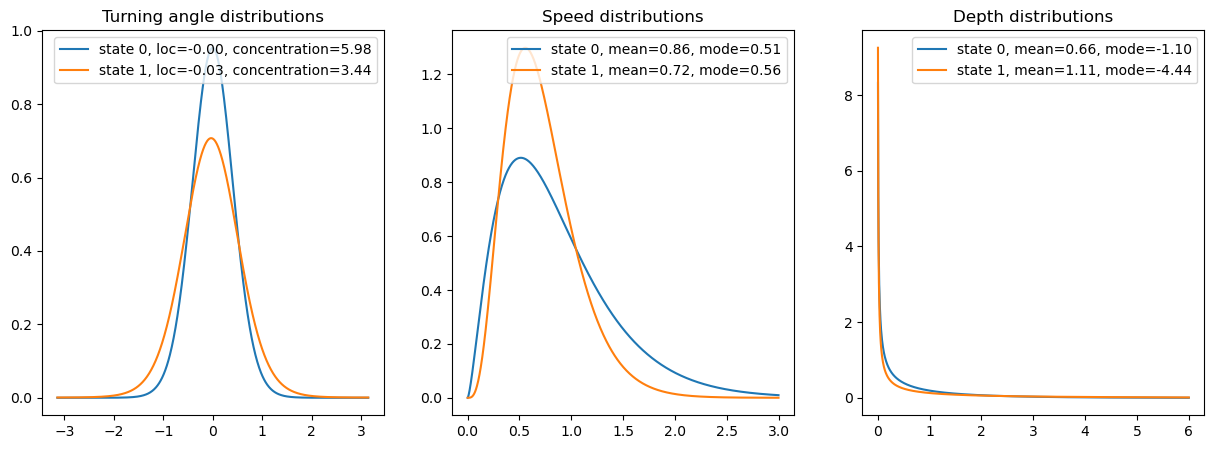 Turning angle distributions
state 0, loc=-0.00, concentration=5.98
state 1, loc=-0.03, concentration=3.44
1.0
0.8
0.6
0.4
0.2
0.0
−3 −2 −1 0 1 2 3
Speed distributions
state 0, mean=0.86, mode=0.51
state 1, mean=0.72, mode=0.56
1.2
1.0
0.8
0.6
0.4
0.2
0.0
0.0 0.5 1.0 1.5 2.0 2.5 3.0
Depth distributions
state 0, mean=0.66, mode=-1.10
state 1, mean=1.11, mode=-4.44
8
6
4
2
0
0 1 2 3 4 5 6